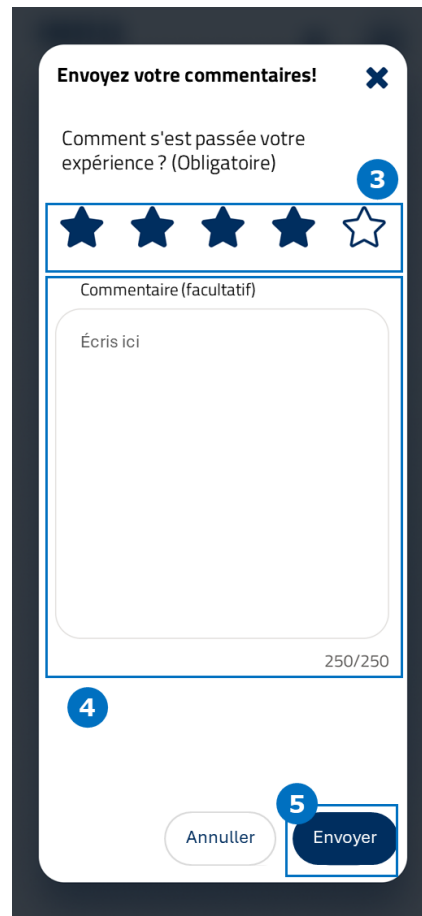 Envoyez votre commentaires!
Comment s'est passée votre
expérience ? (Obligatoire)
3
Commentaire (facultatif)
Écris ici
250/250
4
5
Annuller
Envoyer